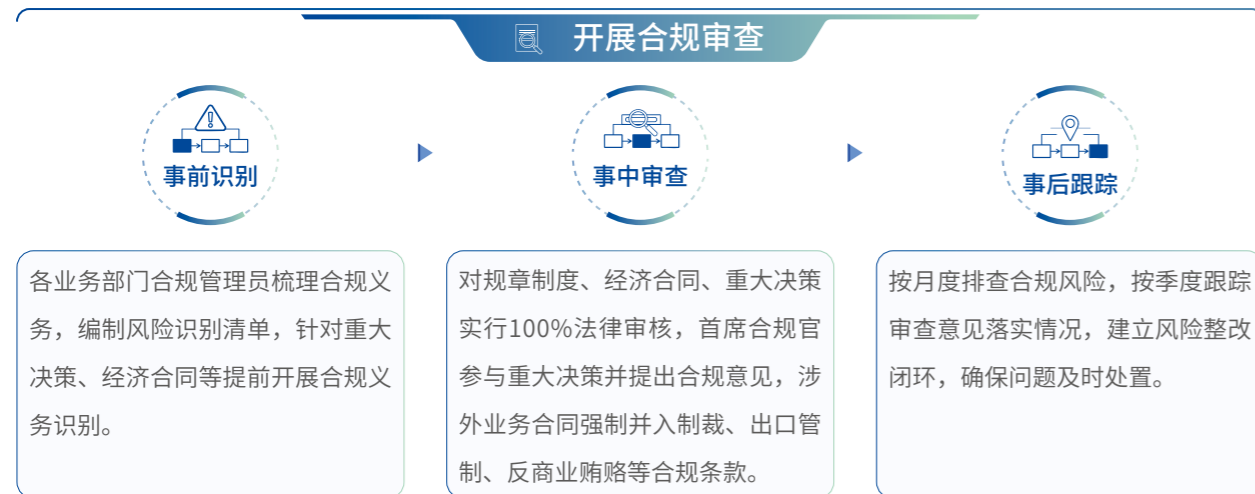 开展合规审查
事前识别
各业务部门合规管理员梳理合规义
务，编制风险识别清单，针对重大
决策、经济合同等提前开展合规义
务识别。
事中审查
对规章制度、经济合同、重大决策
实行100%法律审核，首席合规官
参与重大决策并提出合规意见，涉
外业务合同强制并入制裁、出口管
制、反商业贿赂等合规条款。
事后跟踪
按月度排查合规风险，按季度跟踪
审查意见落实情况，建立风险整改
闭环，确保问题及时处置。